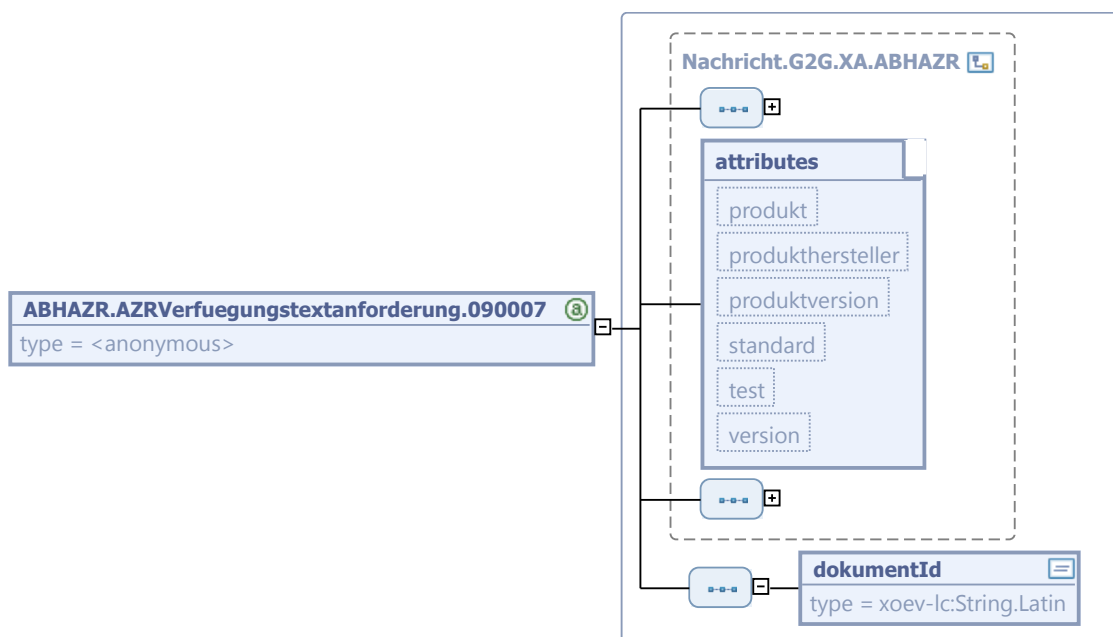 Nachricht.G2G.XA.ABHAZR
attributes
produkt
produkthersteller
produktversion
standard
test
version
ABHAZR.AZRVerfuegungstextanforderung.090007 a
type = <anonymous>
dokumentId
type = xoev-lc:String.Latin